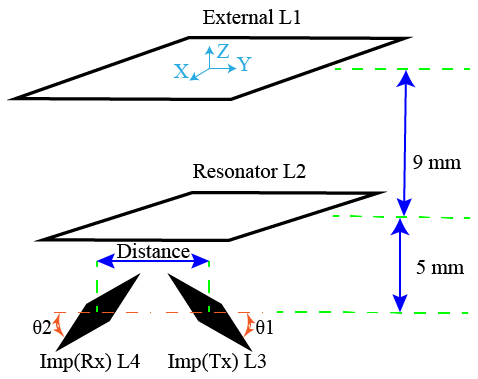 External L1
Z
X
Y
9 mm
Resonator L2
Distance
5 mm
θ2
θ1
Imp(Rx) L4
Imp(Tx) L3